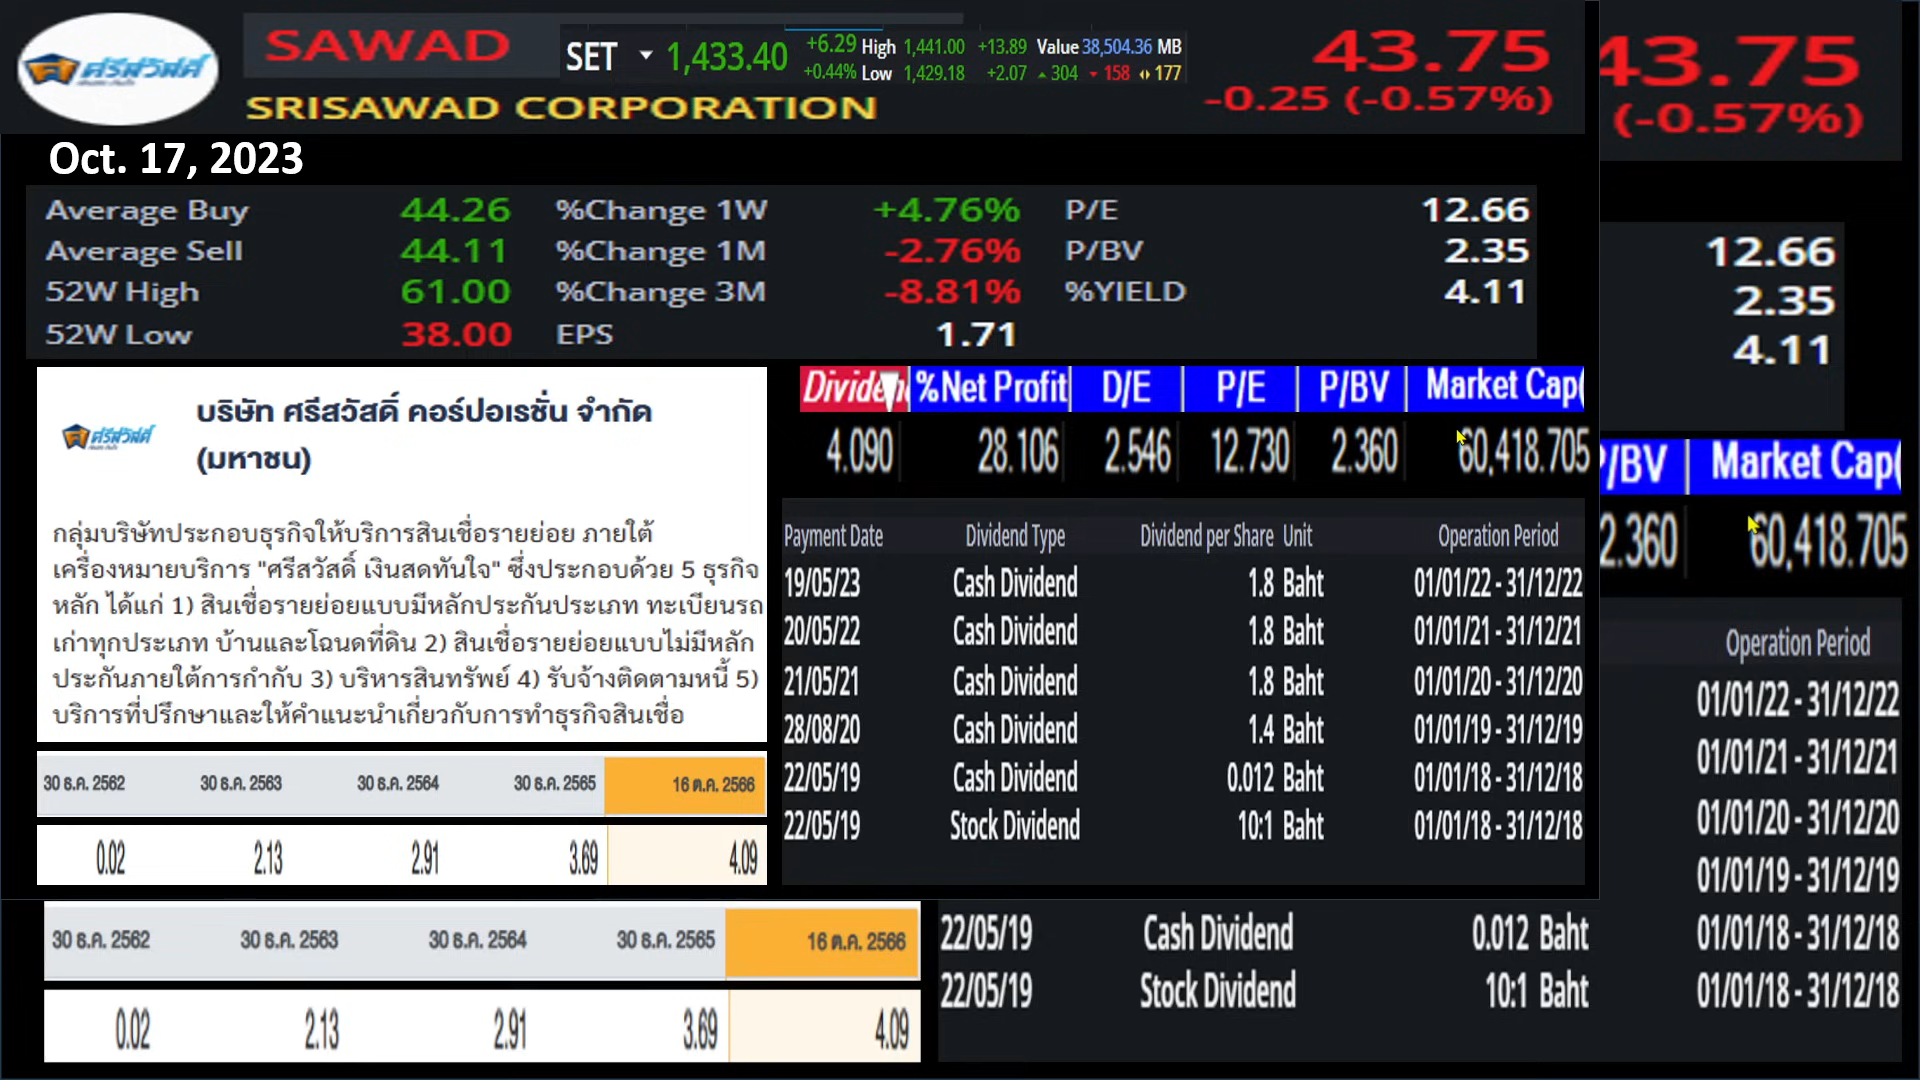 ศรีสวัสดิ์
SAWAD
SET 1,433.40 +6.29 High 1,441.00 +13.89 Value 38,504.36 MB
+0.44% Low 1,429.18 +2.07 304 158 177
43.75
-0.25 (-0.57%)
SRISAWAD CORPORATION
43.75
(-0.57%)
Oct. 17, 2023
Average Buy 44.26 %Change 1W +4.76% P/E 12.66
Average Sell 44.11 %Change 1M -2.76% P/BV 2.35
52W High 61.00 %Change 3M -8.81% %YIELD 4.11
52W Low 38.00 EPS 1.71
12.66
2.35
4.11
ศรีสวัสดิ์
บริษัท ศรีสวัสดิ์ คอร์ปอเรชั่น จำกัด
(มหาชน)
กลุ่มบริษัทประกอบธุรกิจให้บริการสินเชื่อรายย่อย ภายใต้
เครื่องหมายบริการ "ศรีสวัสดิ์ เงินสดทันใจ" ซึ่งประกอบด้วย 5 ธุรกิจ
หลัก ได้แก่ 1) สินเชื่อรายย่อยแบบมีหลักประกันประเภท ทะเบียนรถ
เก่าทุกประเภท บ้านและโฉนดที่ดิน 2) สินเชื่อรายย่อยแบบไม่มีหลัก
ประกันภายใต้การกำกับ 3) บริหารสินทรัพย์ 4) รับจ้างติดตามหนี้ 5)
บริการที่ปรึกษาและให้คำแนะนำเกี่ยวกับการทำธุรกิจสินเชื่อ
30 ธ.ค. 2562 30 ธ.ค. 2563 30 ธ.ค. 2564 30 ธ.ค. 2565 16 ต.ค. 2566
0.02 2.13 2.91 3.69 4.09
Dividen %Net Profit D/E P/E P/BV Market Cap(
4.090 28.106 2.546 12.730 2.360 60,418.705
Payment Date Dividend Type Dividend per Share Unit Operation Period
19/05/23 Cash Dividend 1.8 Baht 01/01/22 - 31/12/22
20/05/22 Cash Dividend 1.8 Baht 01/01/21 - 31/12/21
21/05/21 Cash Dividend 1.8 Baht 01/01/20 - 31/12/20
28/08/20 Cash Dividend 1.4 Baht 01/01/19 - 31/12/19
22/05/19 Cash Dividend 0.012 Baht 01/01/18 - 31/12/18
22/05/19 Stock Dividend 10:1 Baht 01/01/18 - 31/12/18
P/BV Market Cap(
2.360 60,418.705
Operation Period
01/01/22 - 31/12/22
01/01/21 - 31/12/21
01/01/20 - 31/12/20
01/01/19 - 31/12/19
30 ธ.ค. 2562 30 ธ.ค. 2563 30 ธ.ค. 2564 30 ธ.ค. 2565 16 ต.ค. 2566
0.02 2.13 2.91 3.69 4.09
22/05/19 Cash Dividend 0.012 Baht 01/01/18 - 31/12/18
22/05/19 Stock Dividend 10:1 Baht 01/01/18 - 31/12/18